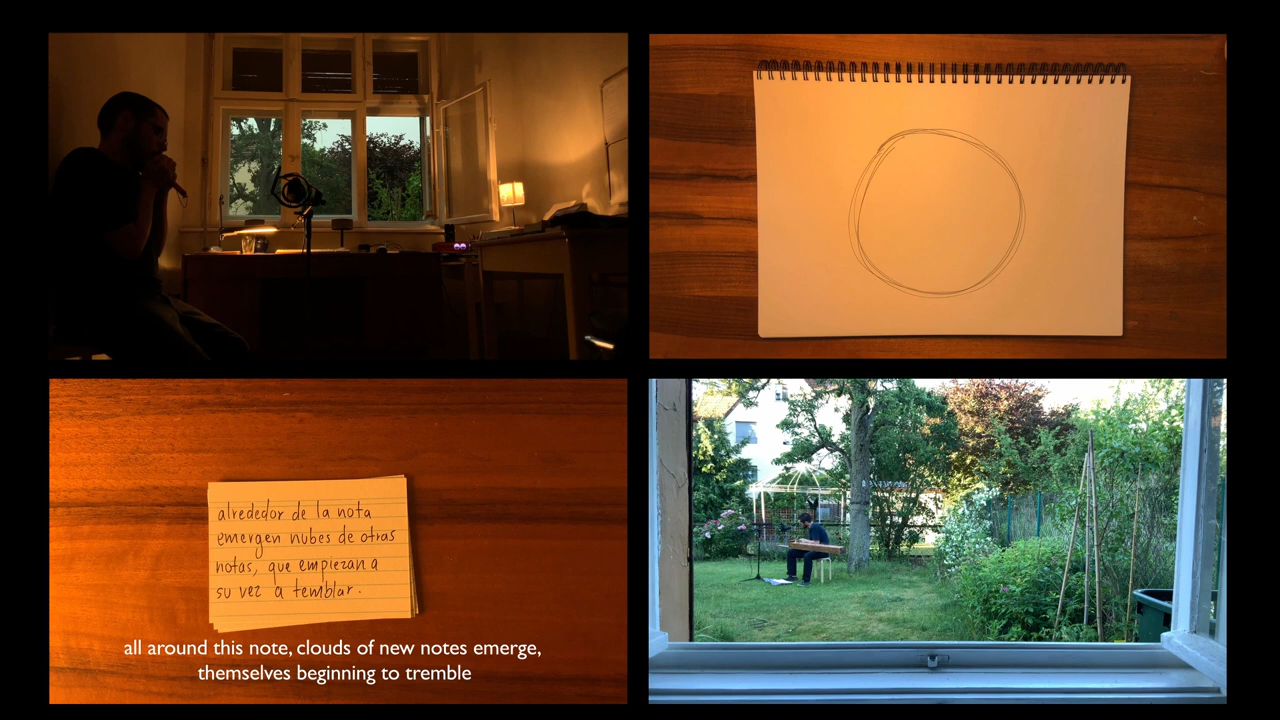 alrededor de la nota
emergen nubes de otras
notas, que empiezan a
su vez a temblar.
all around this note, clouds of new notes emerge,
themselves beginning to tremble